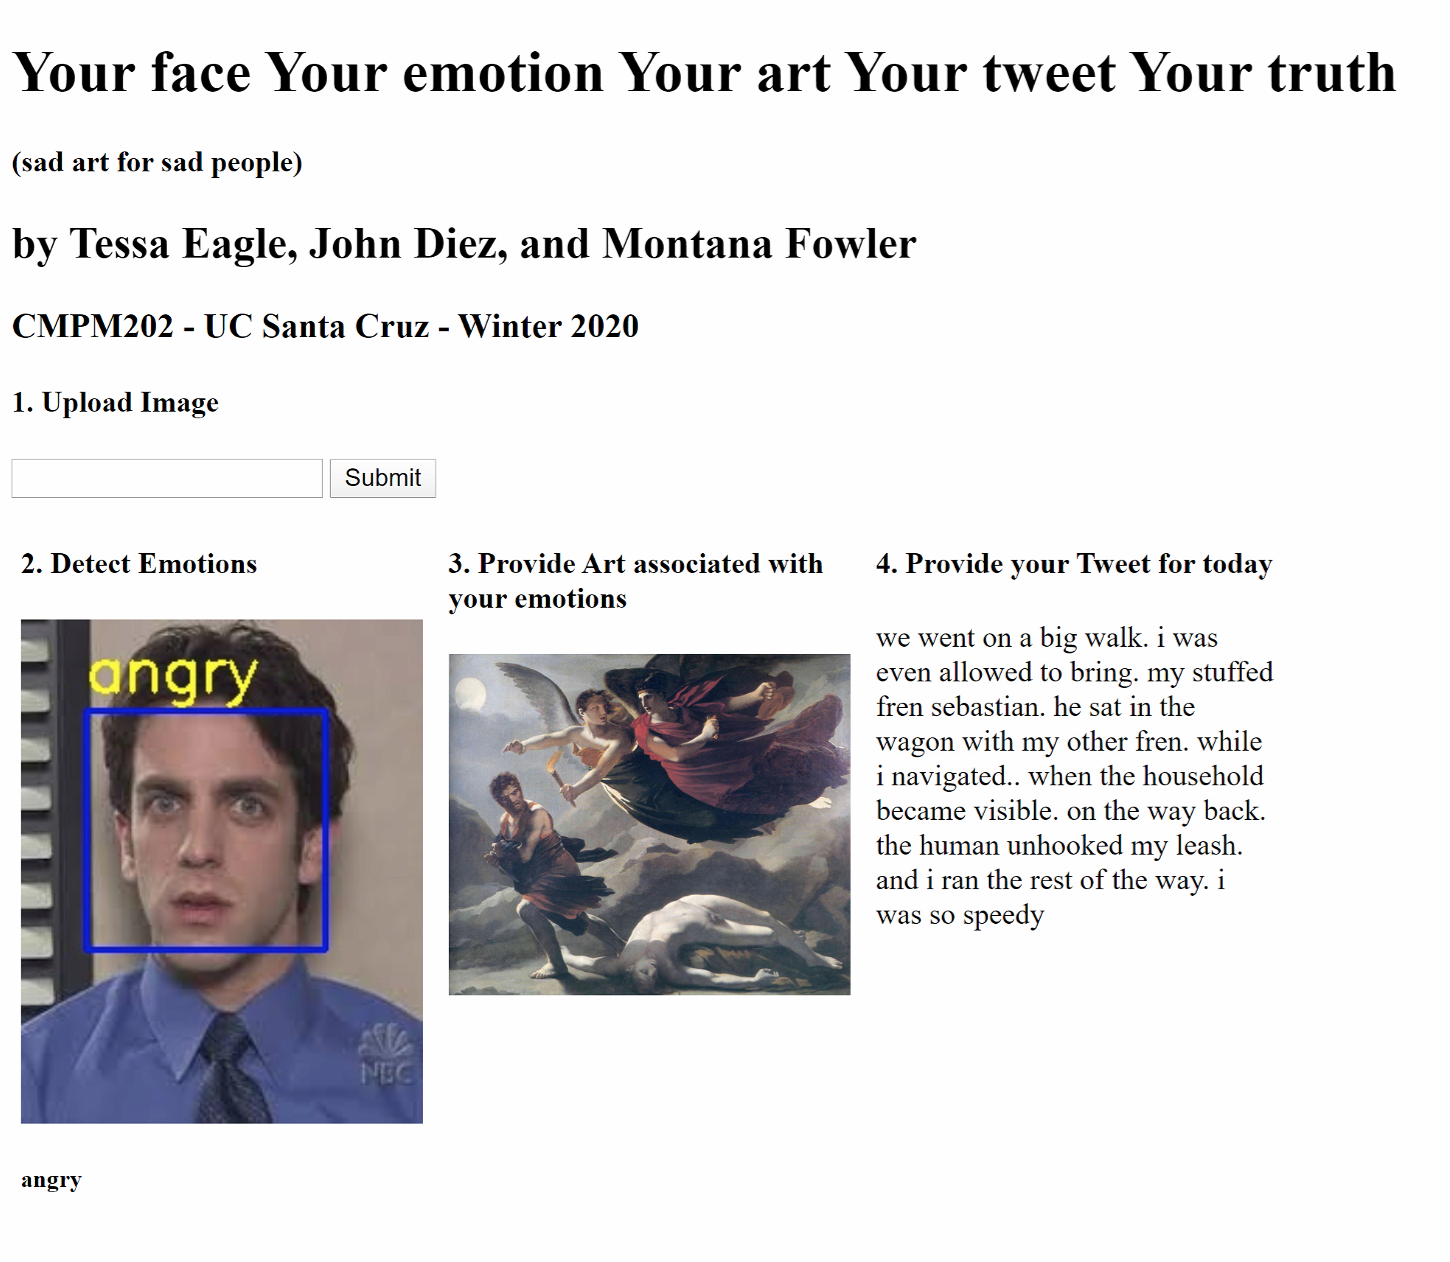 Your face Your emotion Your art Your tweet Your truth
(sad art for sad people)
by Tessa Eagle, John Diez, and Montana Fowler
CMPM202 - UC Santa Cruz - Winter 2020
1. Upload Image
Submit
2. Detect Emotions
angry
NBC
angry
3. Provide Art associated with
your emotions
4. Provide your Tweet for today
we went on a big walk. i was
even allowed to bring. my stuffed
fren sebastian. he sat in the
wagon with my other fren. while
i navigated.. when the household
became visible. on the way back.
the human unhooked my leash.
and i ran the rest of the way. i
was so speedy